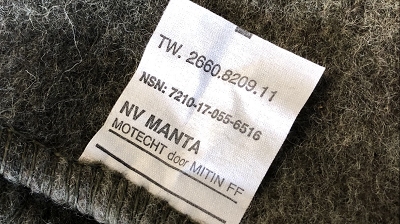 TW. 2660.8209.11
NSN: 7210-17-055-6516
NV MANTA
MOTECHT door MITIN FF